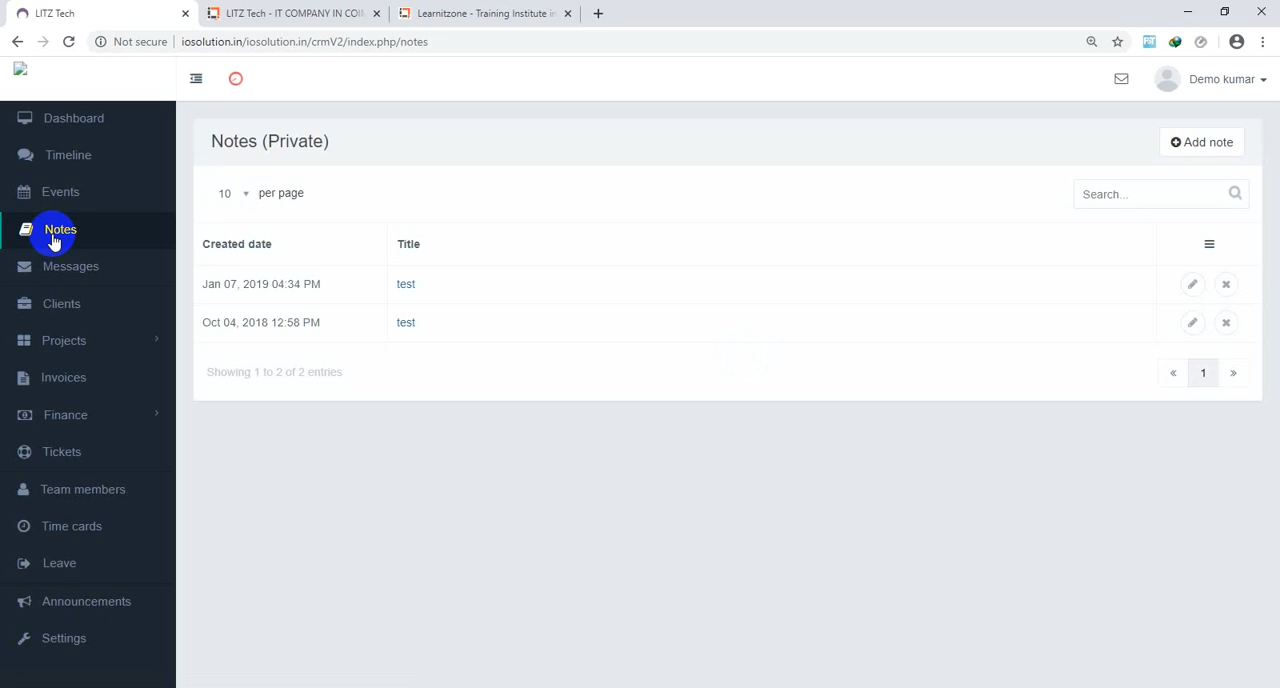 LITZ Tech
LITZ Tech - IT COMPANY IN COI
Learnitzone - Training Institute in
Not secure
iosolution.in/iosolution.in/crmV2/index.php/notes
Demo kumar
Dashboard
Timeline
Events
Notes
Messages
Clients
Projects
Invoices
Finance
Tickets
Team members
Time cards
Leave
Announcements
Settings
Notes (Private)
Add note
10 per page
Search...
Created date Title
Jan 07, 2019 04:34 PM test
Oct 04, 2018 12:58 PM test
Showing 1 to 2 of 2 entries
« 1 »